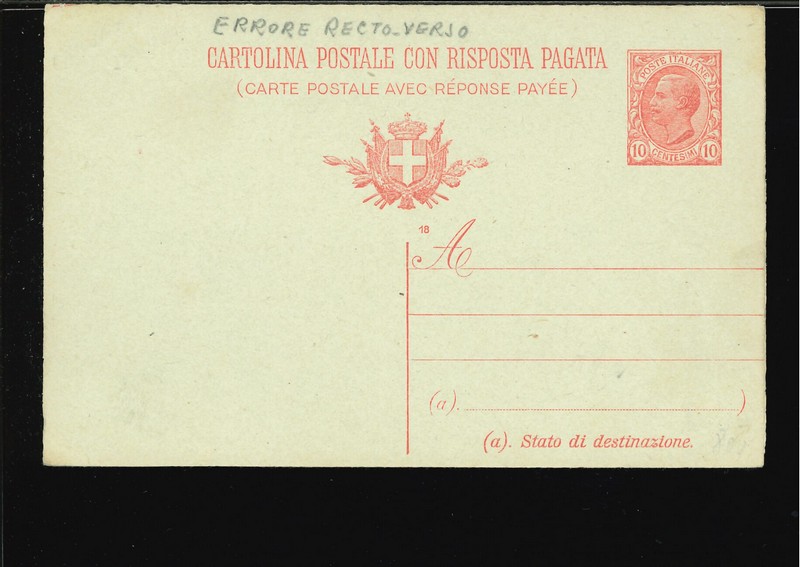 ERRORE RECTO-VERSO
CARTOLINA POSTALE CON RISPOSTA PAGATA
(CARTE POSTALE AVEC RÉPONSE PAYÉE)
POSTE ITALIANE
10 CENTESIMI 10
18
A
(a). )
(a). Stato di destinazione.